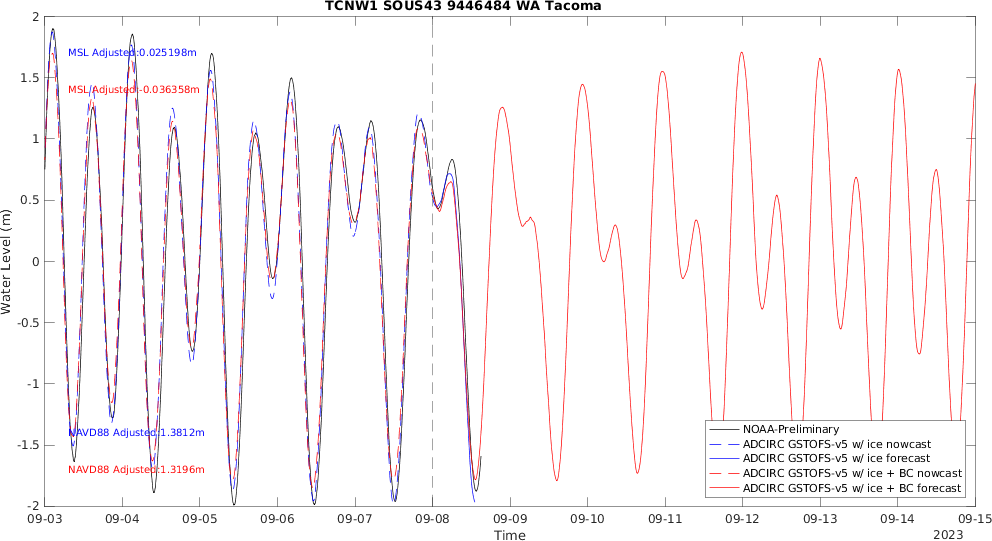 TCNW1 SOUS43 9446484 WA Tacoma
MSL Adjusted:0.025198m
MSL Adjusted:-0.036358m
NAVD88 Adjusted:1.3812m
NAVD88 Adjusted:1.3196m
Water Level (m)
2
1.5
1
0.5
0
-0.5
-1
-1.5
-2
NOAA-Preliminary
ADCIRC GSTOFS-v5 w/ ice nowcast
ADCIRC GSTOFS-v5 w/ ice forecast
ADCIRC GSTOFS-v5 w/ ice + BC nowcast
ADCIRC GSTOFS-v5 w/ ice + BC forecast
09-03 09-04 09-05 09-06 09-07 09-08 09-09 09-10 09-11 09-12 09-13 09-14 09-15
Time
2023